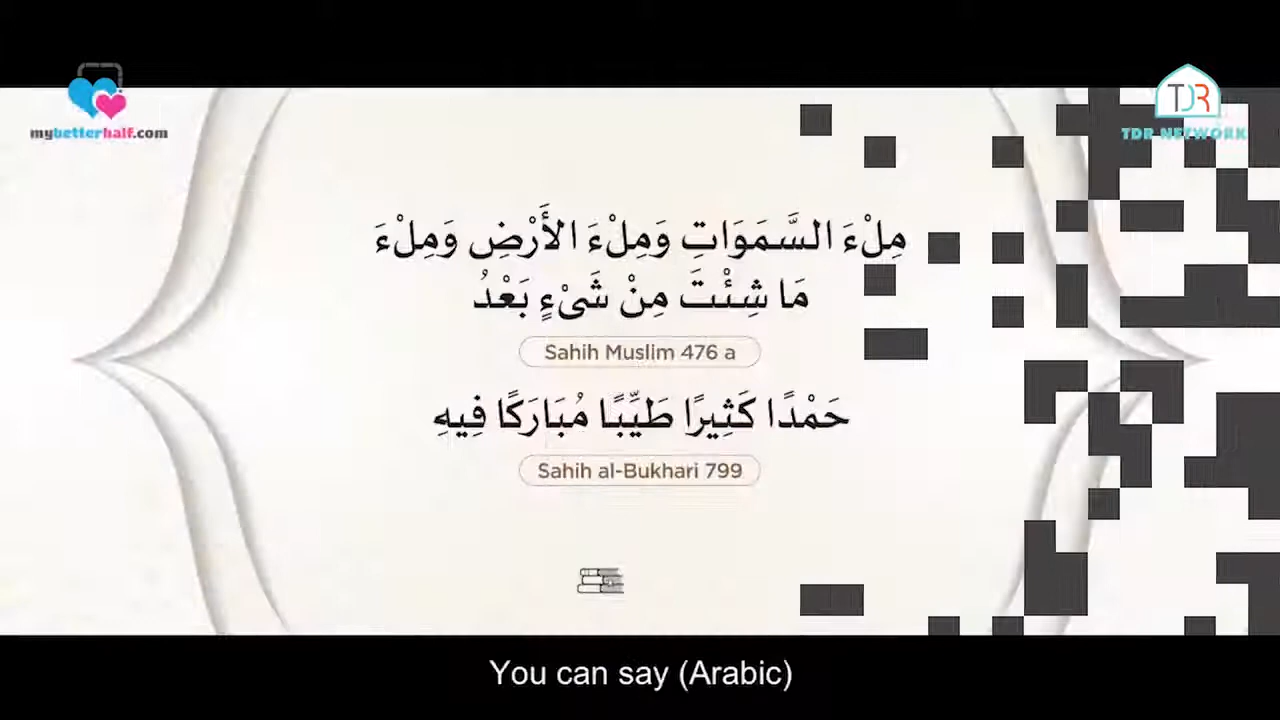 mybetterhalf.com
TDR
TDR NETWORK
مِلْءَ السَّمَوَاتِ وَمِلْءَ الأَرْضِ وَمِلْءَ
مَا شِئْتَ مِنْ شَىْءٍ بَعْدُ
Sahih Muslim 476 a
حَمْدًا كَثِيرًا طَيِّبًا مُبَارَكًا فِيهِ
Sahih al-Bukhari 799
You can say (Arabic)